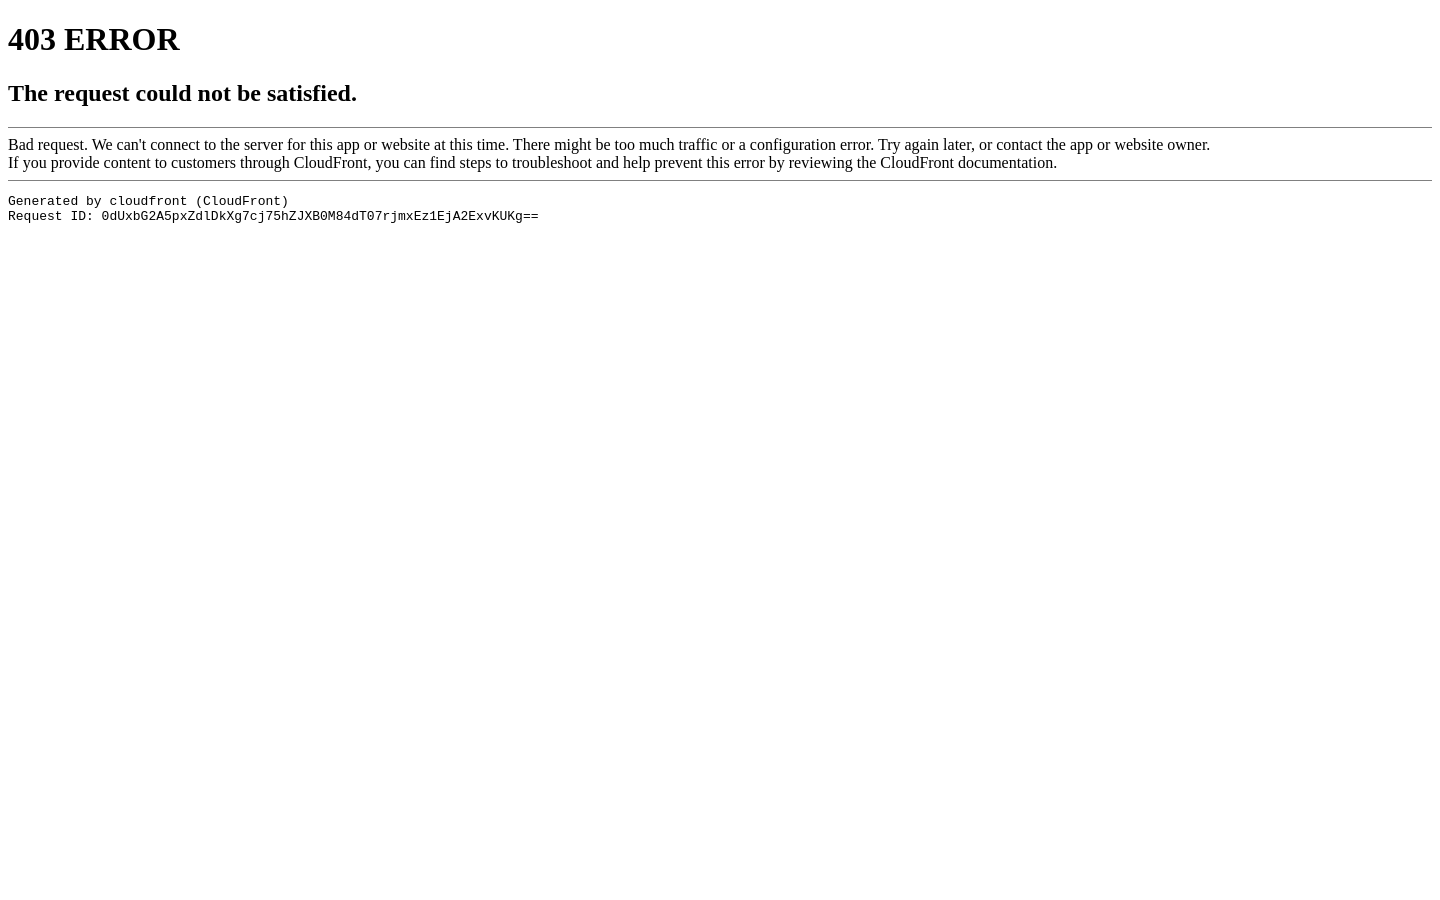 403 ERROR
The request could not be satisfied.
Bad request. We can't connect to the server for this app or website at this time. There might be too much traffic or a configuration error. Try again later, or contact the app or website owner.
If you provide content to customers through CloudFront, you can find steps to troubleshoot and help prevent this error by reviewing the CloudFront documentation.
Generated by cloudfront (CloudFront)
Request ID: 0dUxbG2A5pxZdlDkXg7cj75hZJXB0M84dT07rjmxEz1EjA2ExvKUKg==